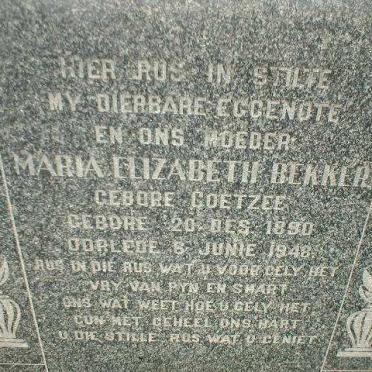 HIER RUS IN STILTE
MY DIERBARE EGGENOTE
EN ONS MOEDER
MARIA ELIZABETH BEKKER
GEBORE COETZEE
GEBORE 20 DES. 1890
OORLEDE 6 JUNIE 1948
RUS IN DIE RUS WAT U VOOR GELY HET
VRY VAN PYN EN SMART
ONS WAT WEET HOE U GELY HET
GUN MET GEHEEL ONS HART
U DIE STILLE RUS WAT U GENIET